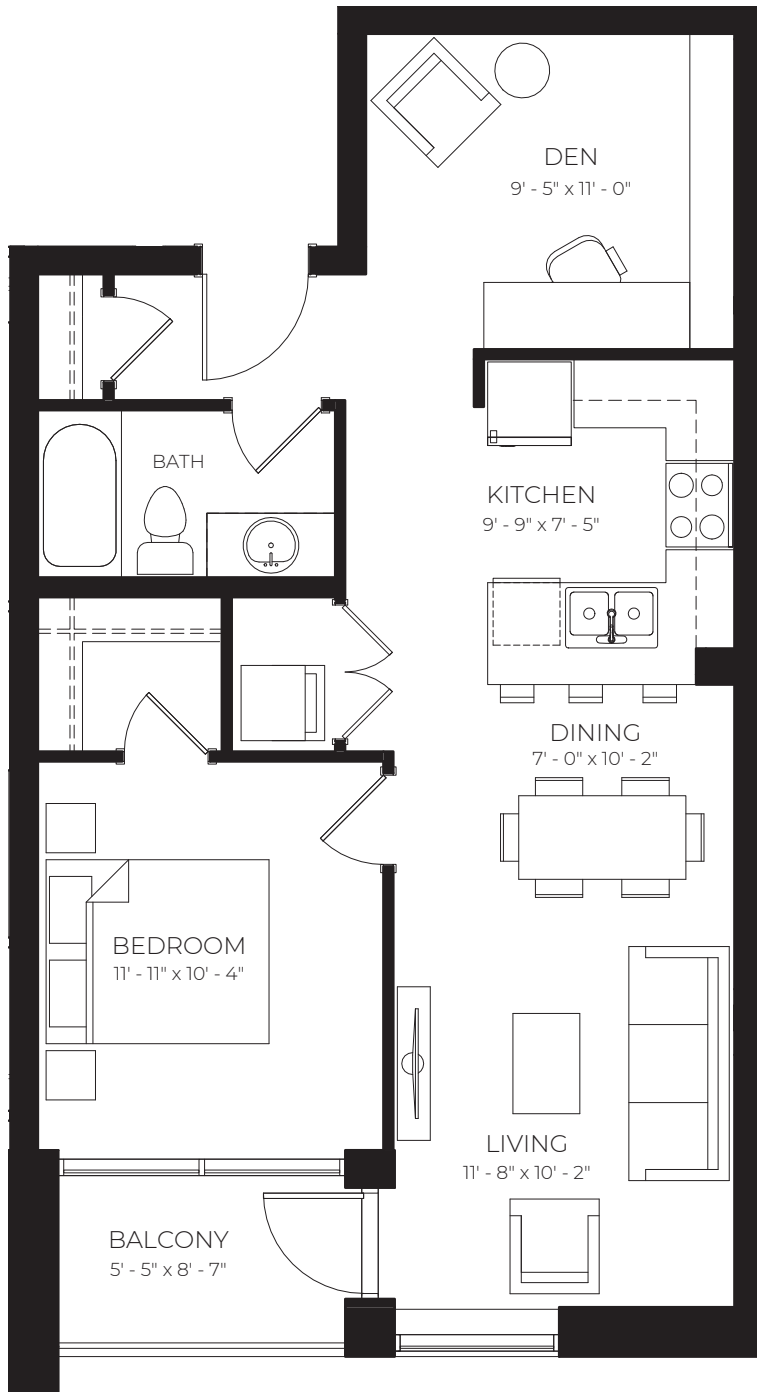 DEN
9' - 5" x 11' - 0"
BATH
KITCHEN
9' - 9" x 7' - 5"
DINING
7' - 0" x 10' - 2"
BEDROOM
11' - 11" x 10' - 4"
LIVING
11' - 8" x 10' - 2"
BALCONY
5' - 5" x 8' - 7"